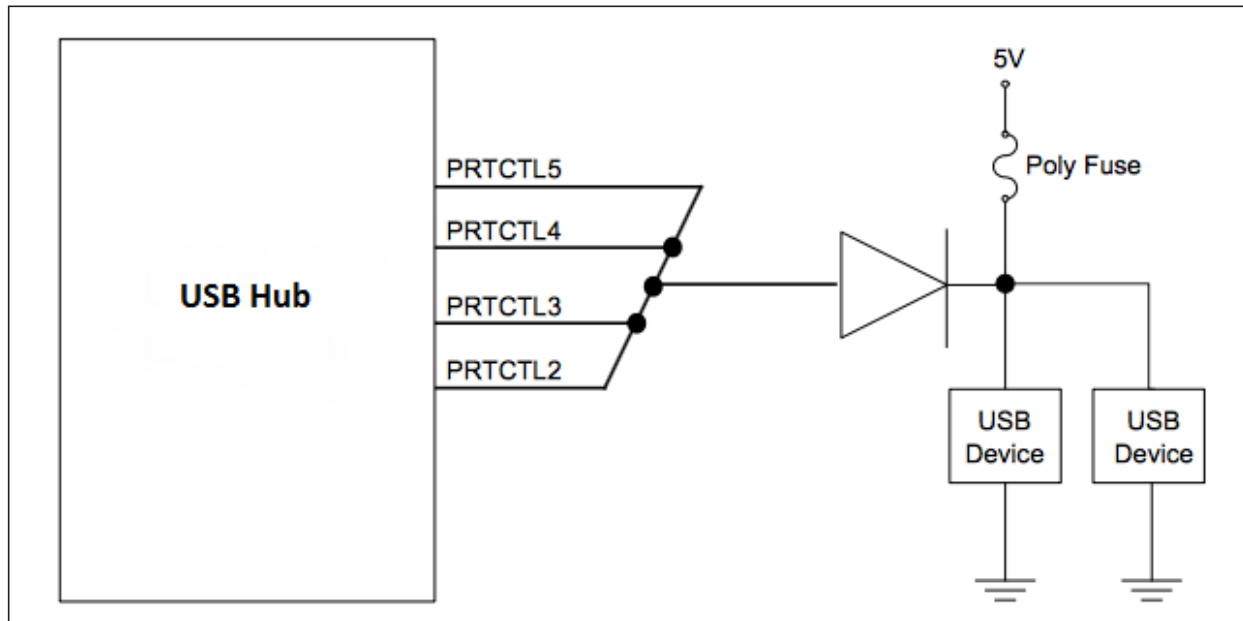 5V
Poly Fuse
PRTCTL5
PRTCTL4
USB Hub
PRTCTL3
PRTCTL2
USB
Device
USB
Device